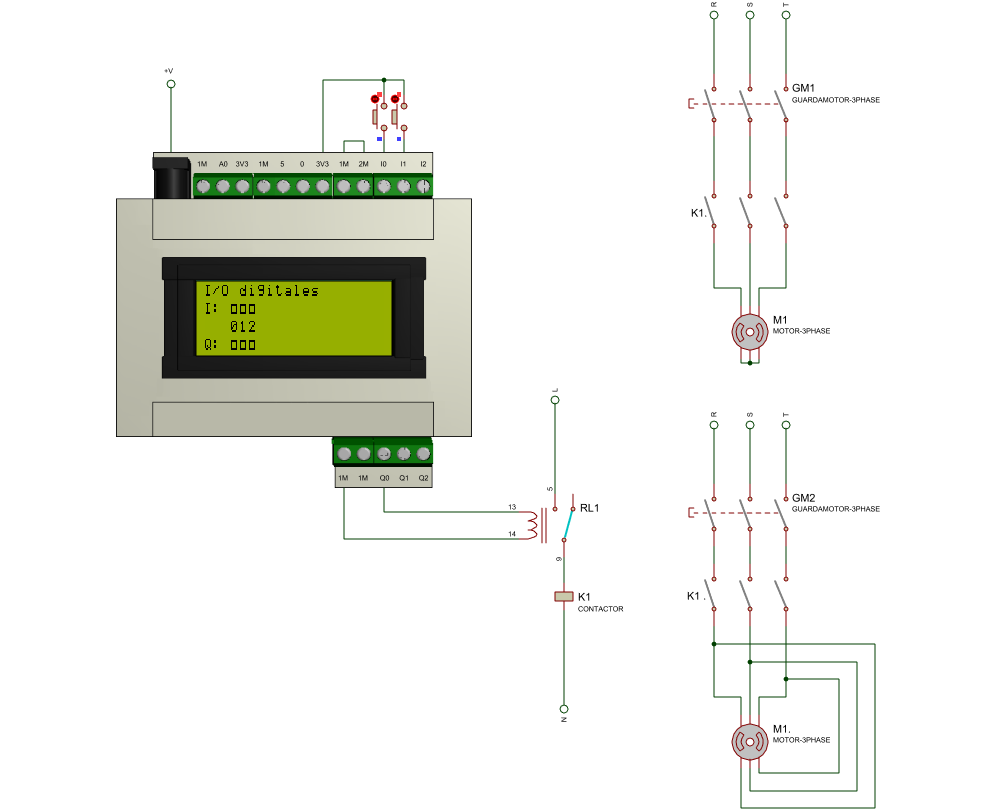 +V
1M A0 3V3 1M 5 0 3V3 1M 2M I0 I1 I2
I/O digitales
I: 
012
Q: 
1M 1M Q0 Q1 Q2
L
5
13
RL1
14
9
K1
CONTACTOR
N
R S T
GM1
GUARDAMOTOR-3PHASE
K1.
M1
MOTOR-3PHASE
R S T
GM2
GUARDAMOTOR-3PHASE
K1 .
M1.
MOTOR-3PHASE